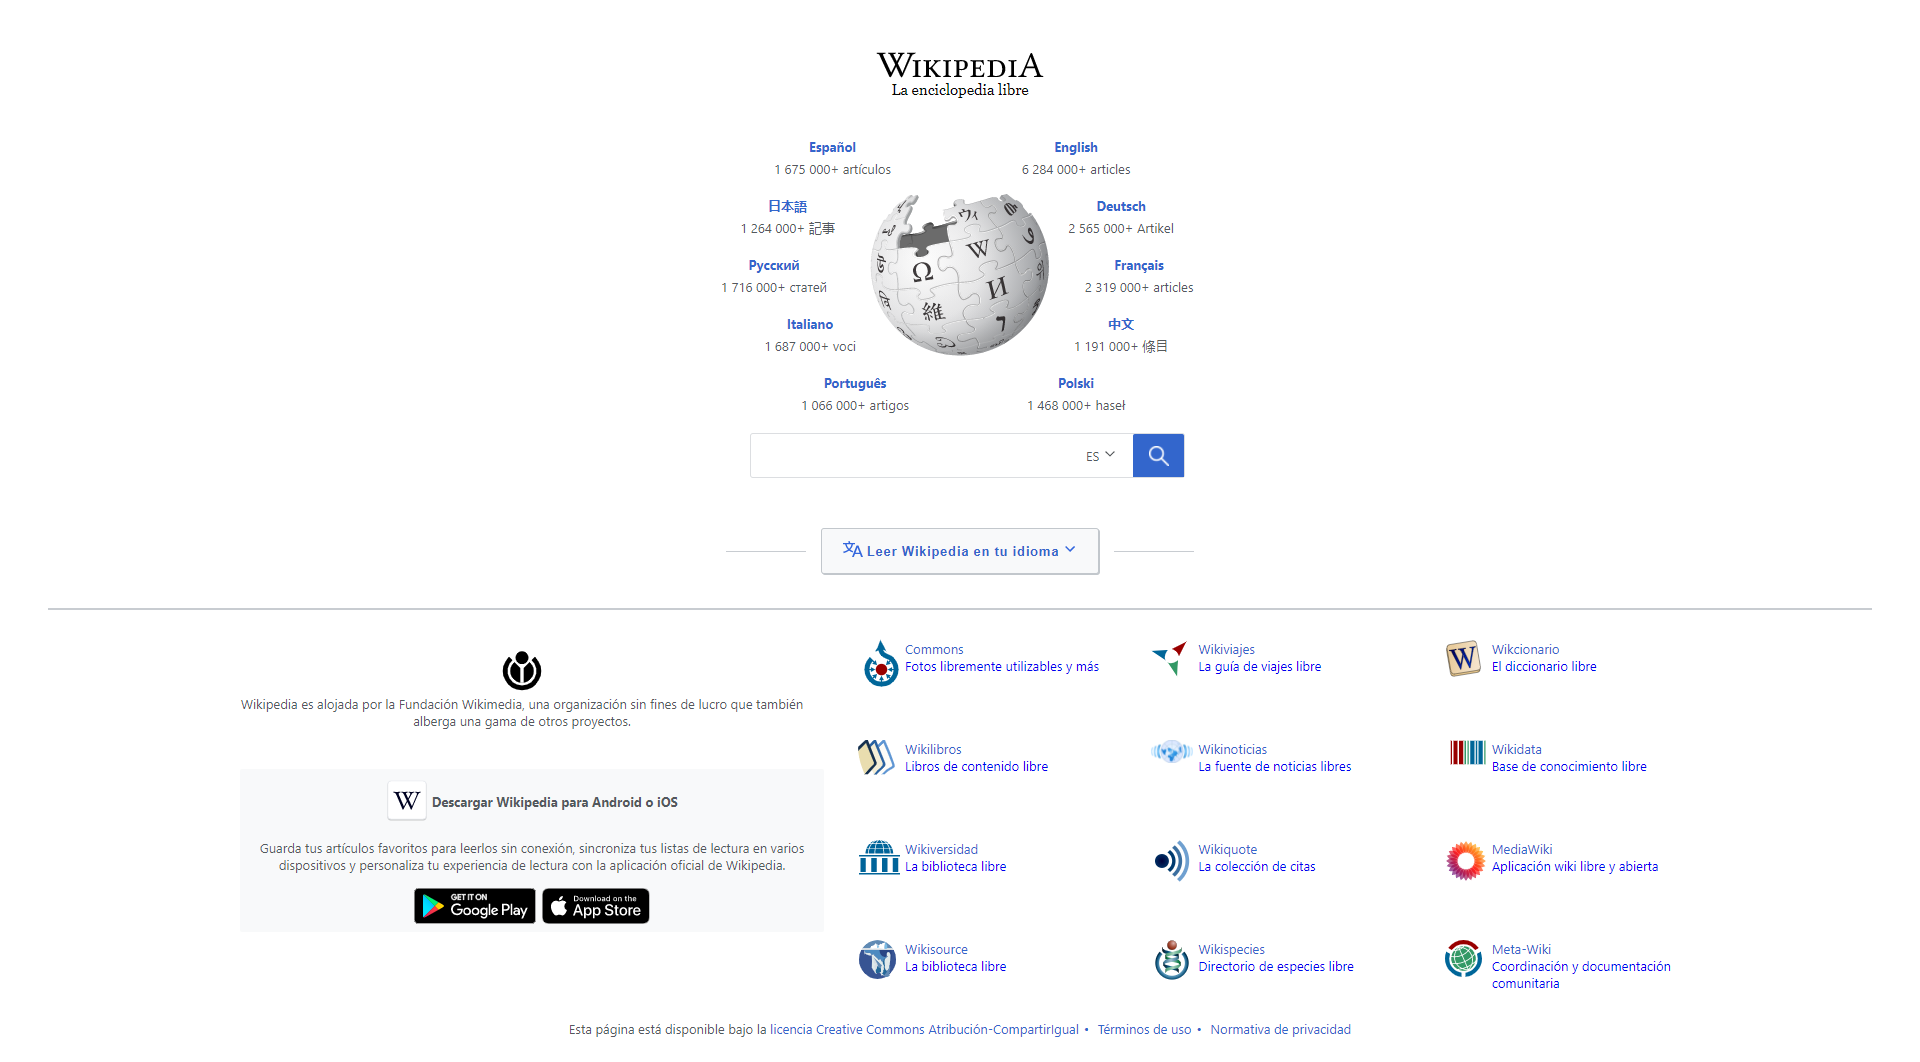 WIKIPEDIA
La enciclopedia libre
Español
1 675 000+ artículos
English
6 284 000+ articles
日本語
1 264 000+ 記事
Deutsch
2 565 000+ Artikel
Русский
1 716 000+ статей
Français
2 319 000+ articles
Italiano
1 687 000+ voci
中文
1 191 000+ 條目
Português
1 066 000+ artigos
Polski
1 468 000+ haseł
Ω W И 維
ES
Leer Wikipedia en tu idioma
Wikipedia es alojada por la Fundación Wikimedia, una organización sin fines de lucro que también
alberga una gama de otros proyectos.
W Descargar Wikipedia para Android o iOS
Guarda tus artículos favoritos para leerlos sin conexión, sincroniza tus listas de lectura en varios
dispositivos y personaliza tu experiencia de lectura con la aplicación oficial de Wikipedia.
GET IT ON
Google Play
Download on the
App Store
Commons
Fotos libremente utilizables y más
Wikiviajes
La guía de viajes libre
W
Wikcionario
El diccionario libre
Wikilibros
Libros de contenido libre
Wikinoticias
La fuente de noticias libres
Wikidata
Base de conocimiento libre
Wikiversidad
La biblioteca libre
Wikiquote
La colección de citas
MediaWiki
Aplicación wiki libre y abierta
Wikisource
La biblioteca libre
Wikispecies
Directorio de especies libre
Meta-Wiki
Coordinación y documentación
comunitaria
Esta página está disponible bajo la licencia Creative Commons Atribución-CompartirIgual • Términos de uso • Normativa de privacidad